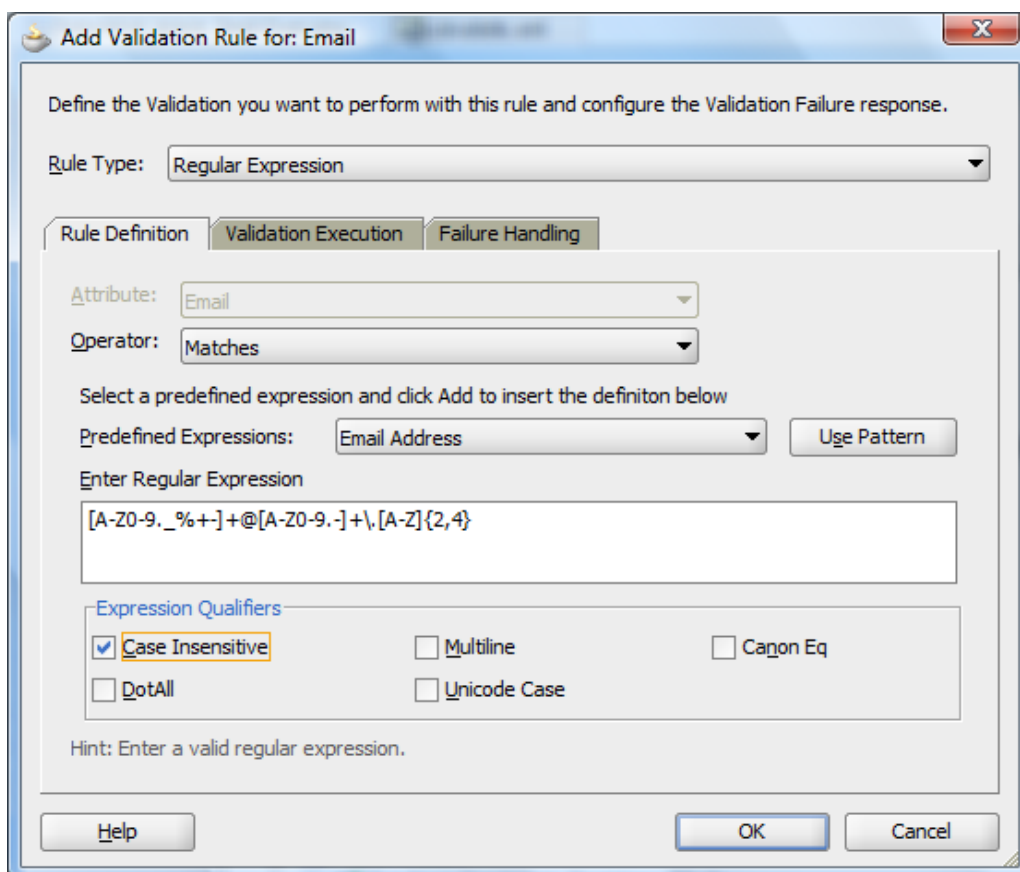 Add Validation Rule for: Email
Define the Validation you want to perform with this rule and configure the Validation Failure response.
Rule Type: Regular Expression
Rule Definition Validation Execution Failure Handling
Attribute: Email
Operator: Matches
Select a predefined expression and click Add to insert the definiton below
Predefined Expressions: Email Address Use Pattern
Enter Regular Expression
[A-Z0-9._%+-]+@[A-Z0-9.-]+\.[A-Z]{2,4}
Expression Qualifiers
Case Insensitive Multiline Canon Eq
DotAll Unicode Case
Hint: Enter a valid regular expression.
Help OK Cancel